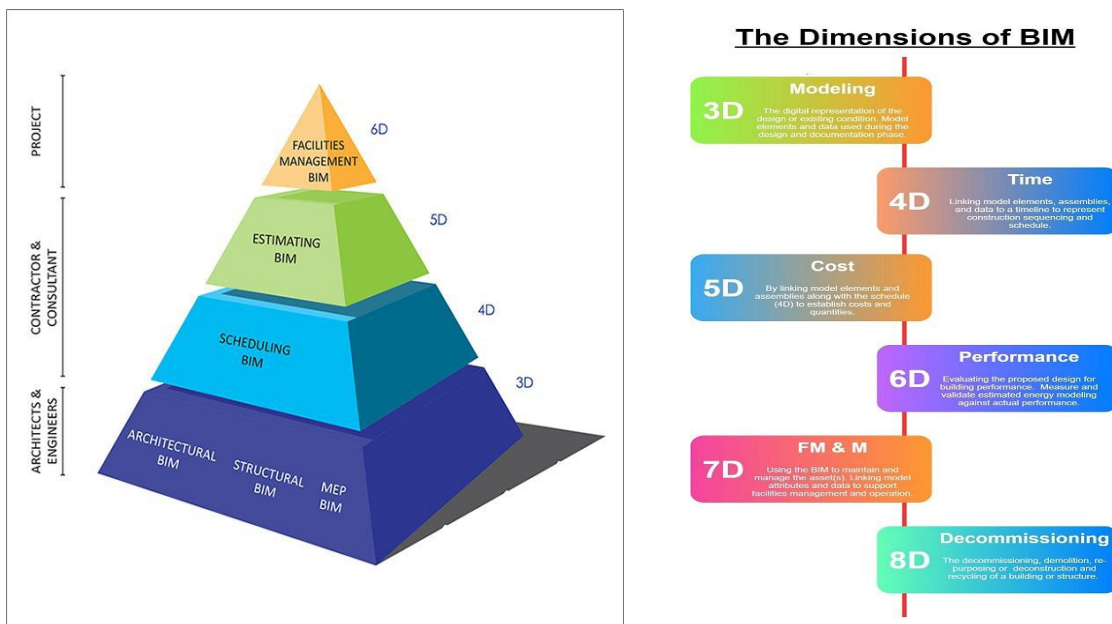 PROJECT
CONTRACTOR &
CONSULTANT
ARCHITECTS &
ENGINEERS
FACILITIES
MANAGEMENT
BIM
6D
ESTIMATING
BIM
5D
SCHEDULING
BIM
4D
ARCHITECTURAL
BIM
STRUCTURAL
BIM
MEP
BIM
3D
The Dimensions of BIM
3D
Modeling
The digital representation of the
design or existing condition. Model
elements and data used during the
design and documentation phase.
4D
Time
Linking model elements, assemblies,
and data to a timeline to represent
construction sequencing and
schedule.
5D
Cost
By linking model elements and
assemblies along with the schedule
(4D) to establish costs and
quantities.
6D
Performance
Evaluating the proposed design for
building performance. Measure and
validate estimated energy modeling
against actual performance.
7D
FM & M
Using the BIM to maintain and
manage the asset(s). Linking model
attributes and data to support
facilities management and operation.
8D
Decommissioning
The decommissioning, demolition, re-
purposing or deconstruction and
recycling of a building or structure.